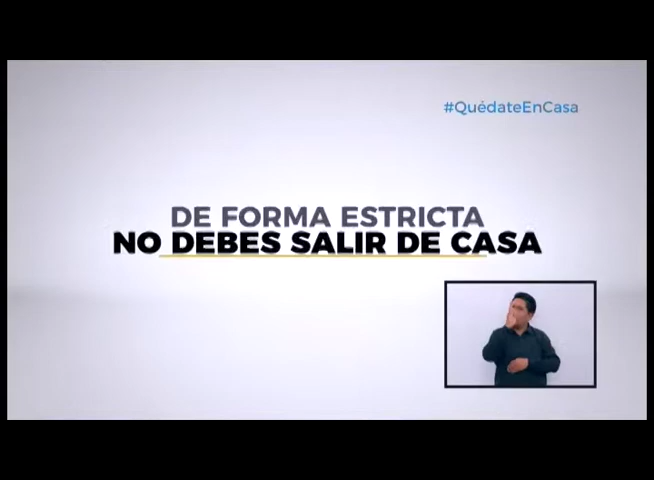 #QuédateEnCasa
DE FORMA ESTRICTA
NO DEBES SALIR DE CASA